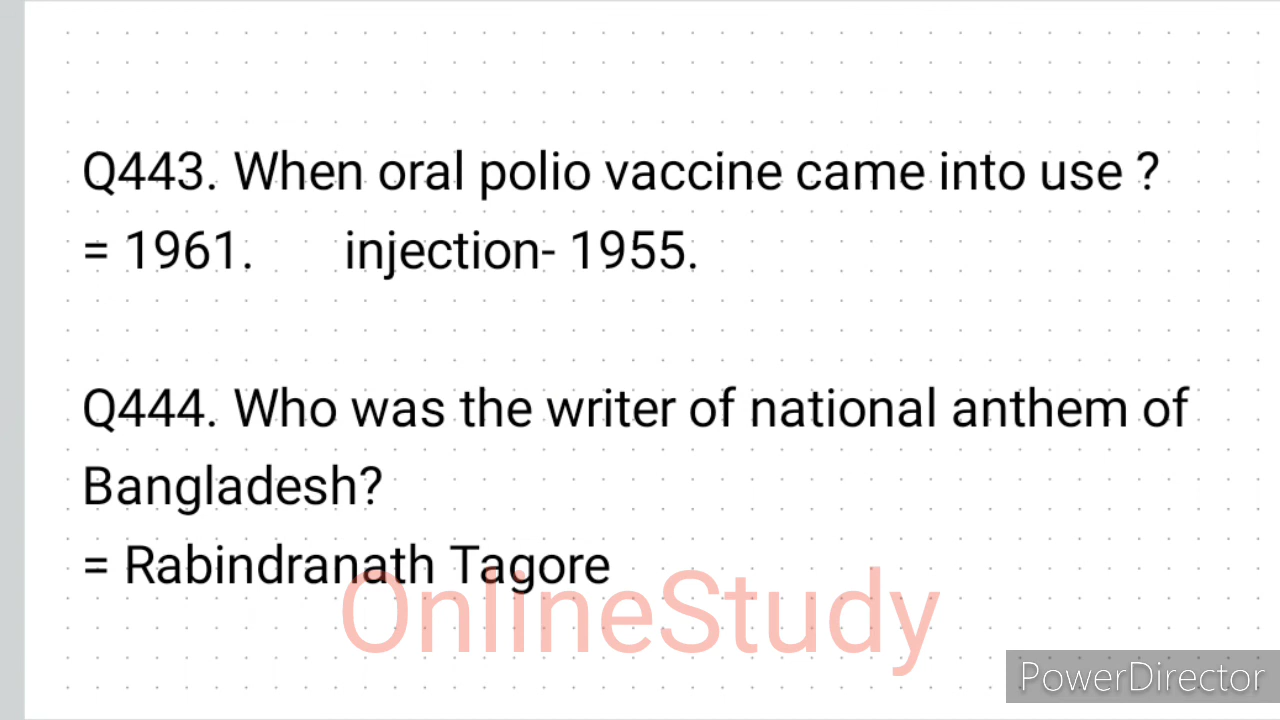 Q443. When oral polio vaccine came into use ?
= 1961. injection- 1955.
Q444. Who was the writer of national anthem of
Bangladesh?
= Rabindranath Tagore
OnlineStudy
PowerDirector